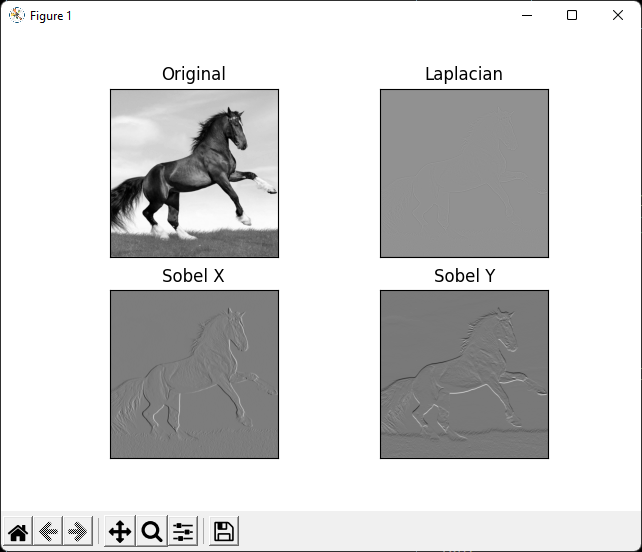 Figure 1
Original
Laplacian
Sobel X
Sobel Y